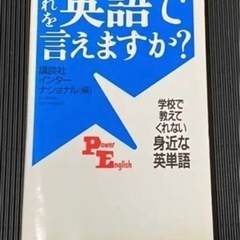 れを英語で
言えますか?
講談社
インター
ナショナル〈編〉
学校で
教えて
くれない
身近な
英単語
Power
English